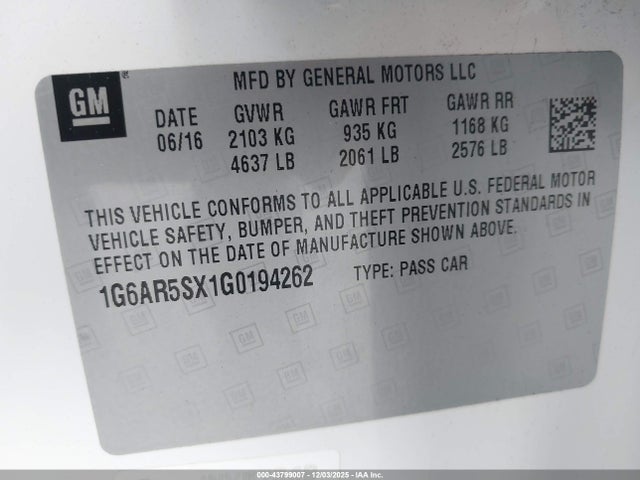 GM
®
MFD BY GENERAL MOTORS LLC
DATE GVWR GAWR FRT GAWR RR
06/16 2103 KG 935 KG 1168 KG
4637 LB 2061 LB 2576 LB
THIS VEHICLE CONFORMS TO ALL APPLICABLE U.S. FEDERAL MOTOR
VEHICLE SAFETY, BUMPER, AND THEFT PREVENTION STANDARDS IN
EFFECT ON THE DATE OF MANUFACTURE SHOWN ABOVE.
1G6AR5SX1G0194262 TYPE: PASS CAR
000-43799007 - 12/03/2025 - IAAI.com